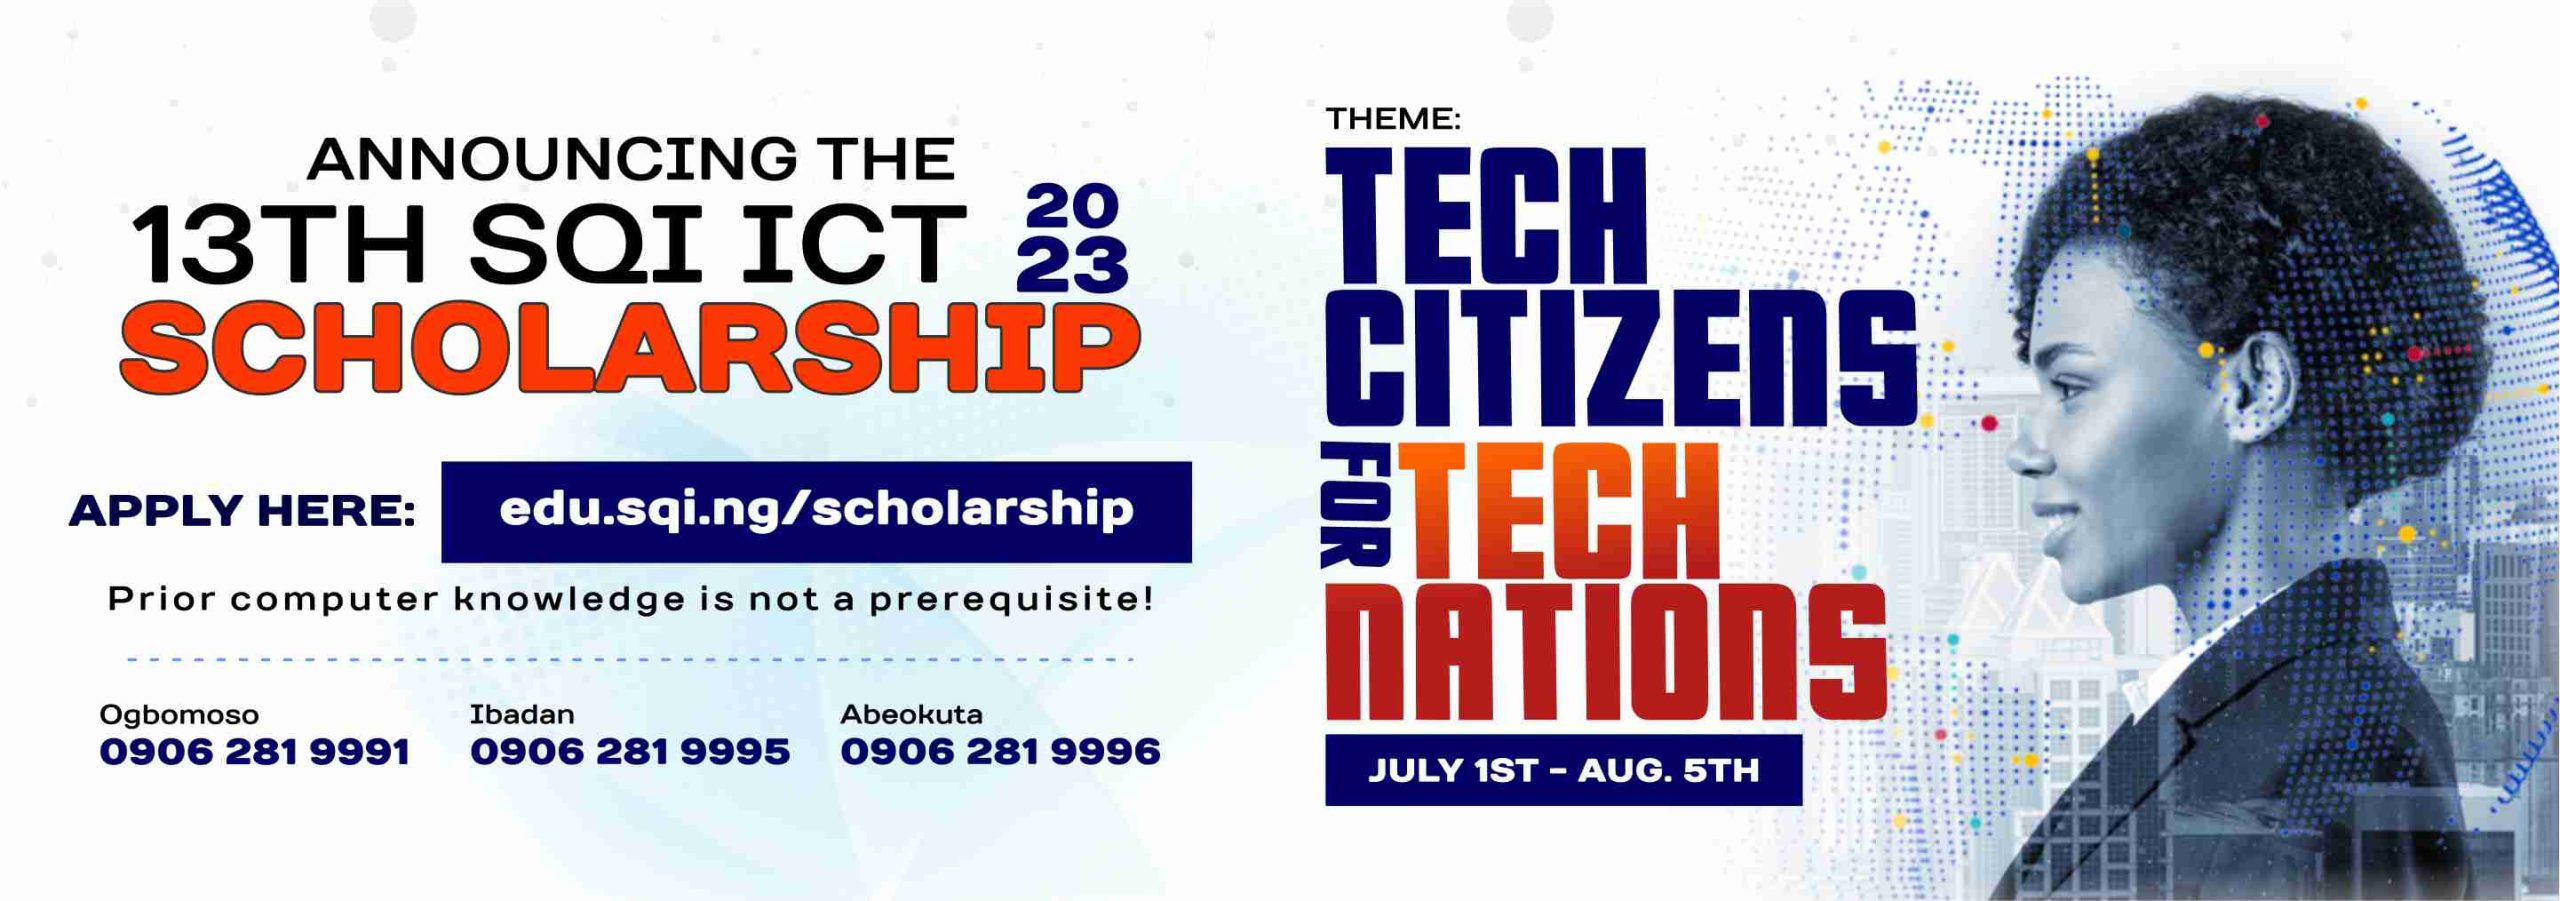 ANNOUNCING THE
13TH SQI ICT
20
23
SCHOLARSHIP
APPLY HERE: edu.sqi.ng/scholarship
Prior computer knowledge is not a prerequisite!
Ogbomoso
0906 281 9991
Ibadan
0906 281 9995
Abeokuta
0906 281 9996
THEME:
TECH
CITIZENS
FOR TECH
NATIONS
JULY 1ST – AUG. 5TH